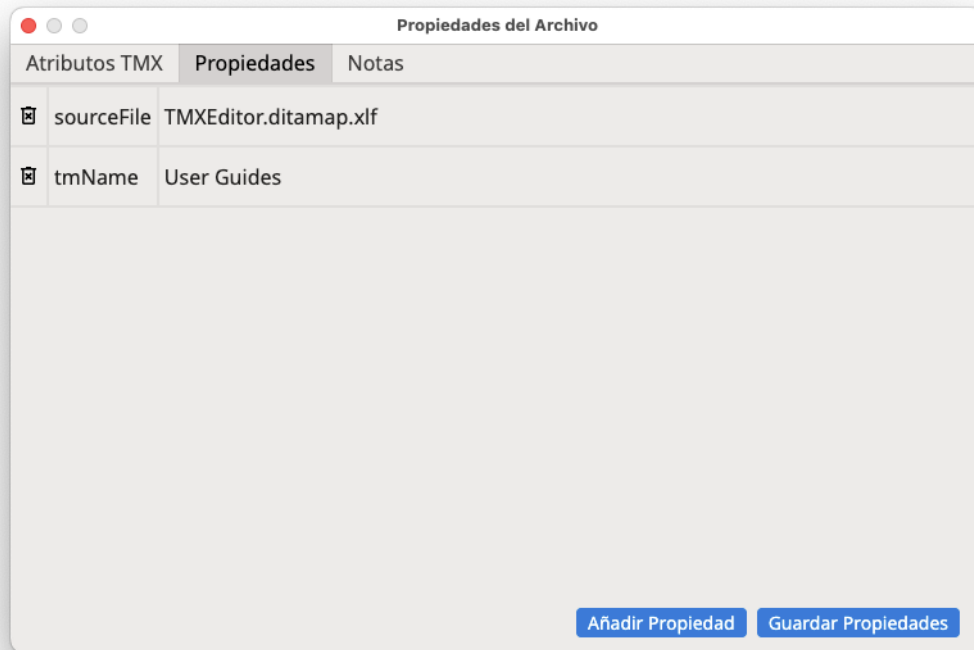 Propiedades del Archivo
Atributos TMX Propiedades Notas
sourceFile TMXEditor.ditamap.xlf
tmName User Guides
Añadir Propiedad Guardar Propiedades